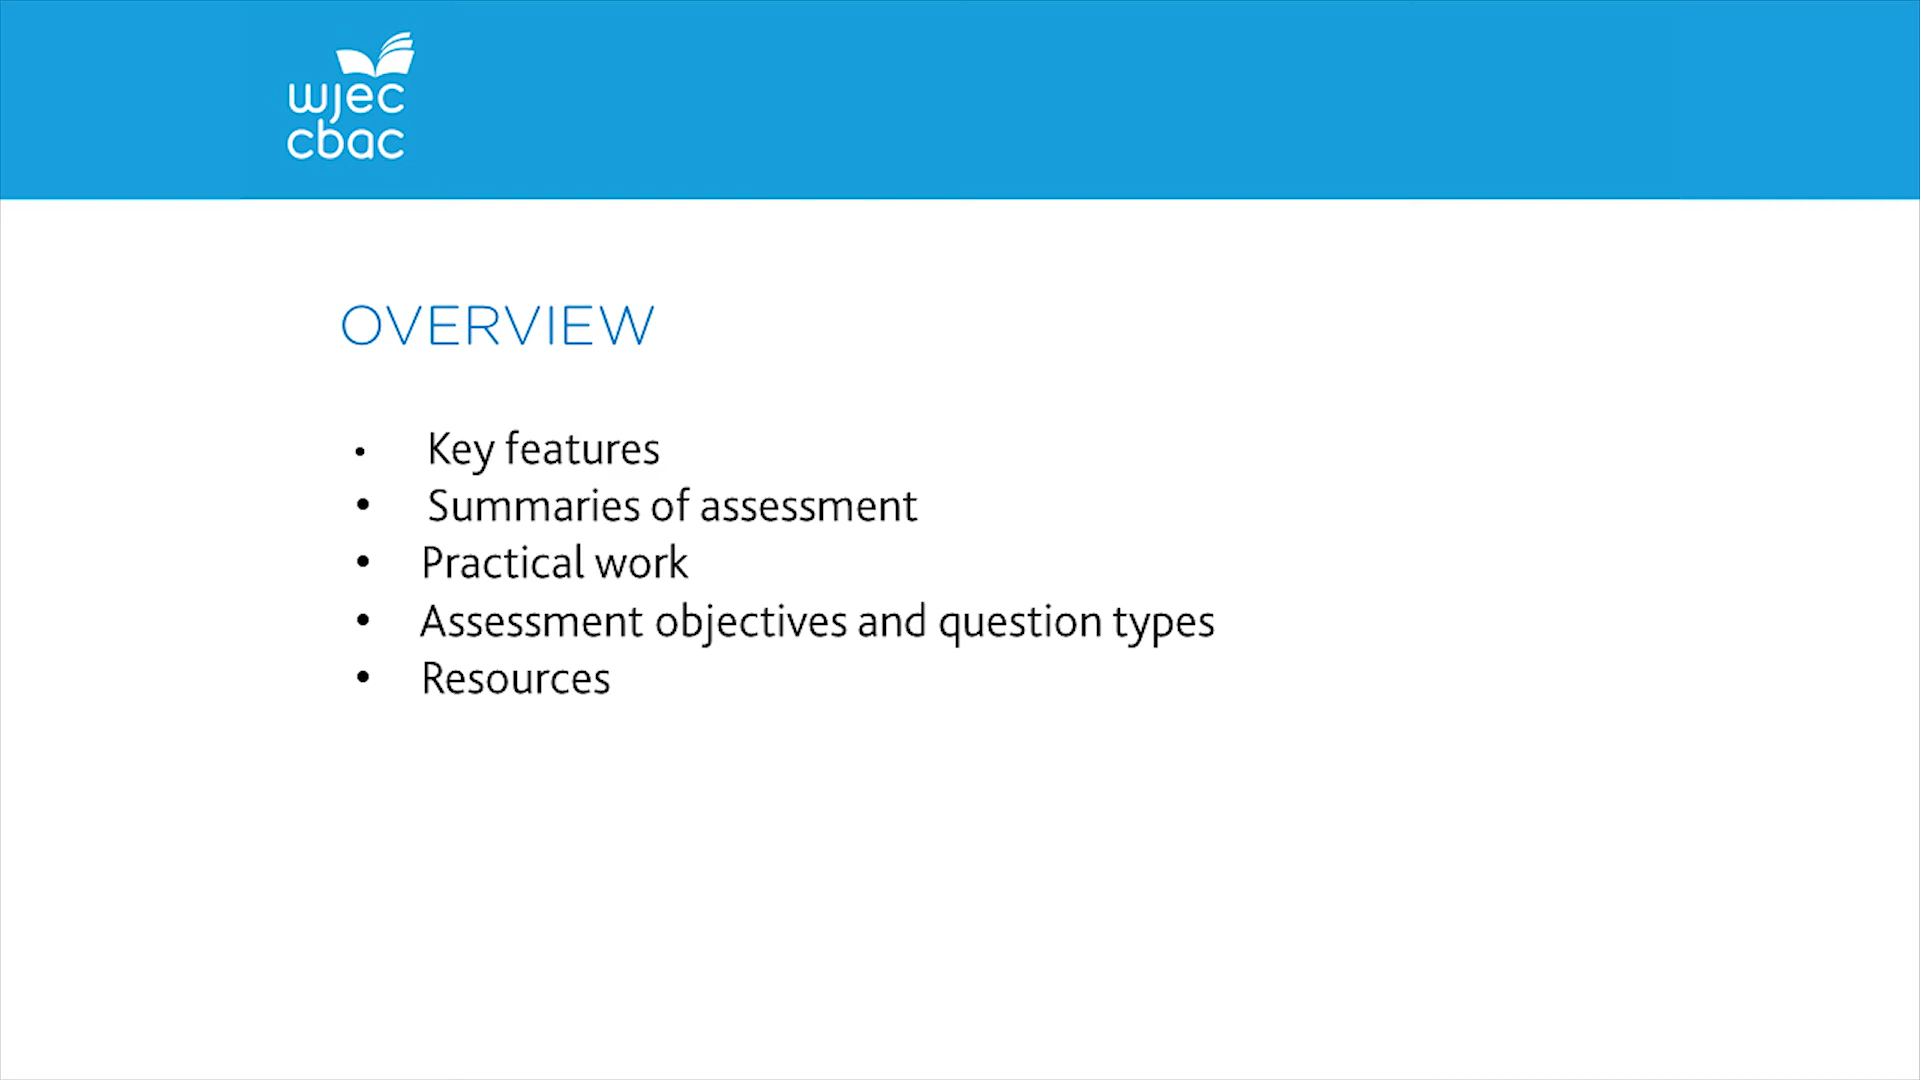 wjec
cbac
OVERVIEW
• Key features
• Summaries of assessment
• Practical work
• Assessment objectives and question types
• Resources